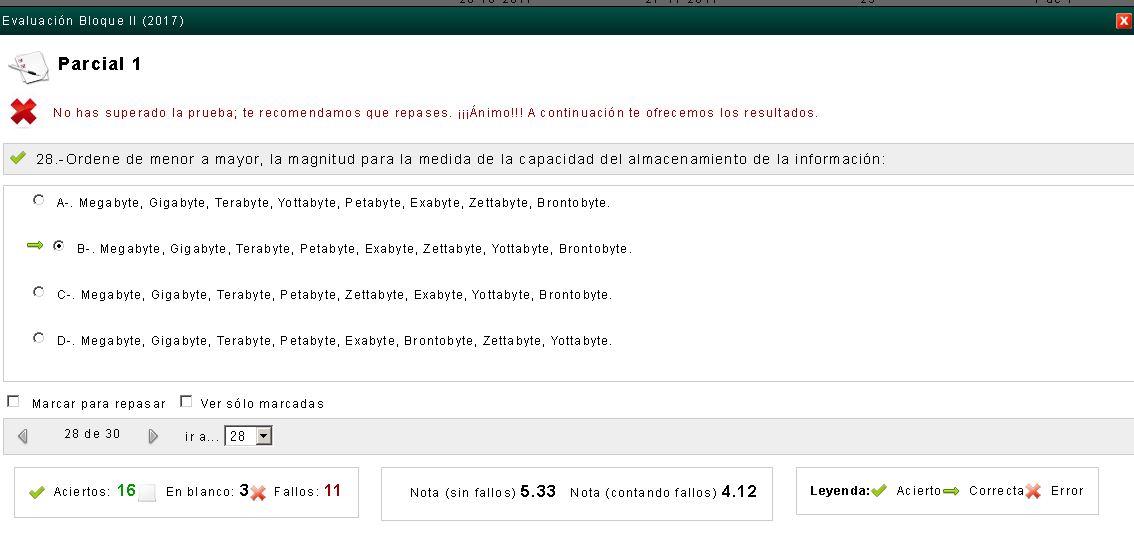 Evaluación Bloque II (2017)
Parcial 1
No has superado la prueba; te recomendamos que repases. ¡¡¡Ánimo!!! A continuación te ofrecemos los resultados.
28.-Ordene de menor a mayor, la magnitud para la medida de la capacidad del almacenamiento de la información:
A-. Megabyte, Gigabyte, Terabyte, Yottabyte, Petabyte, Exabyte, Zettabyte, Brontobyte.
B-. Megabyte, Gigabyte, Terabyte, Petabyte, Exabyte, Zettabyte, Yottabyte, Brontobyte.
C-. Megabyte, Gigabyte, Terabyte, Petabyte, Zettabyte, Exabyte, Yottabyte, Brontobyte.
D-. Megabyte, Gigabyte, Terabyte, Petabyte, Exabyte, Brontobyte, Zettabyte, Yottabyte.
Marcar para repasar Ver sólo marcadas
28 de 30 ir a... 28
Aciertos: 16 En blanco: 3 Fallos: 11 Nota (sin fallos) 5.33 Nota (contando fallos) 4.12 Leyenda: Acierto Correcta Error